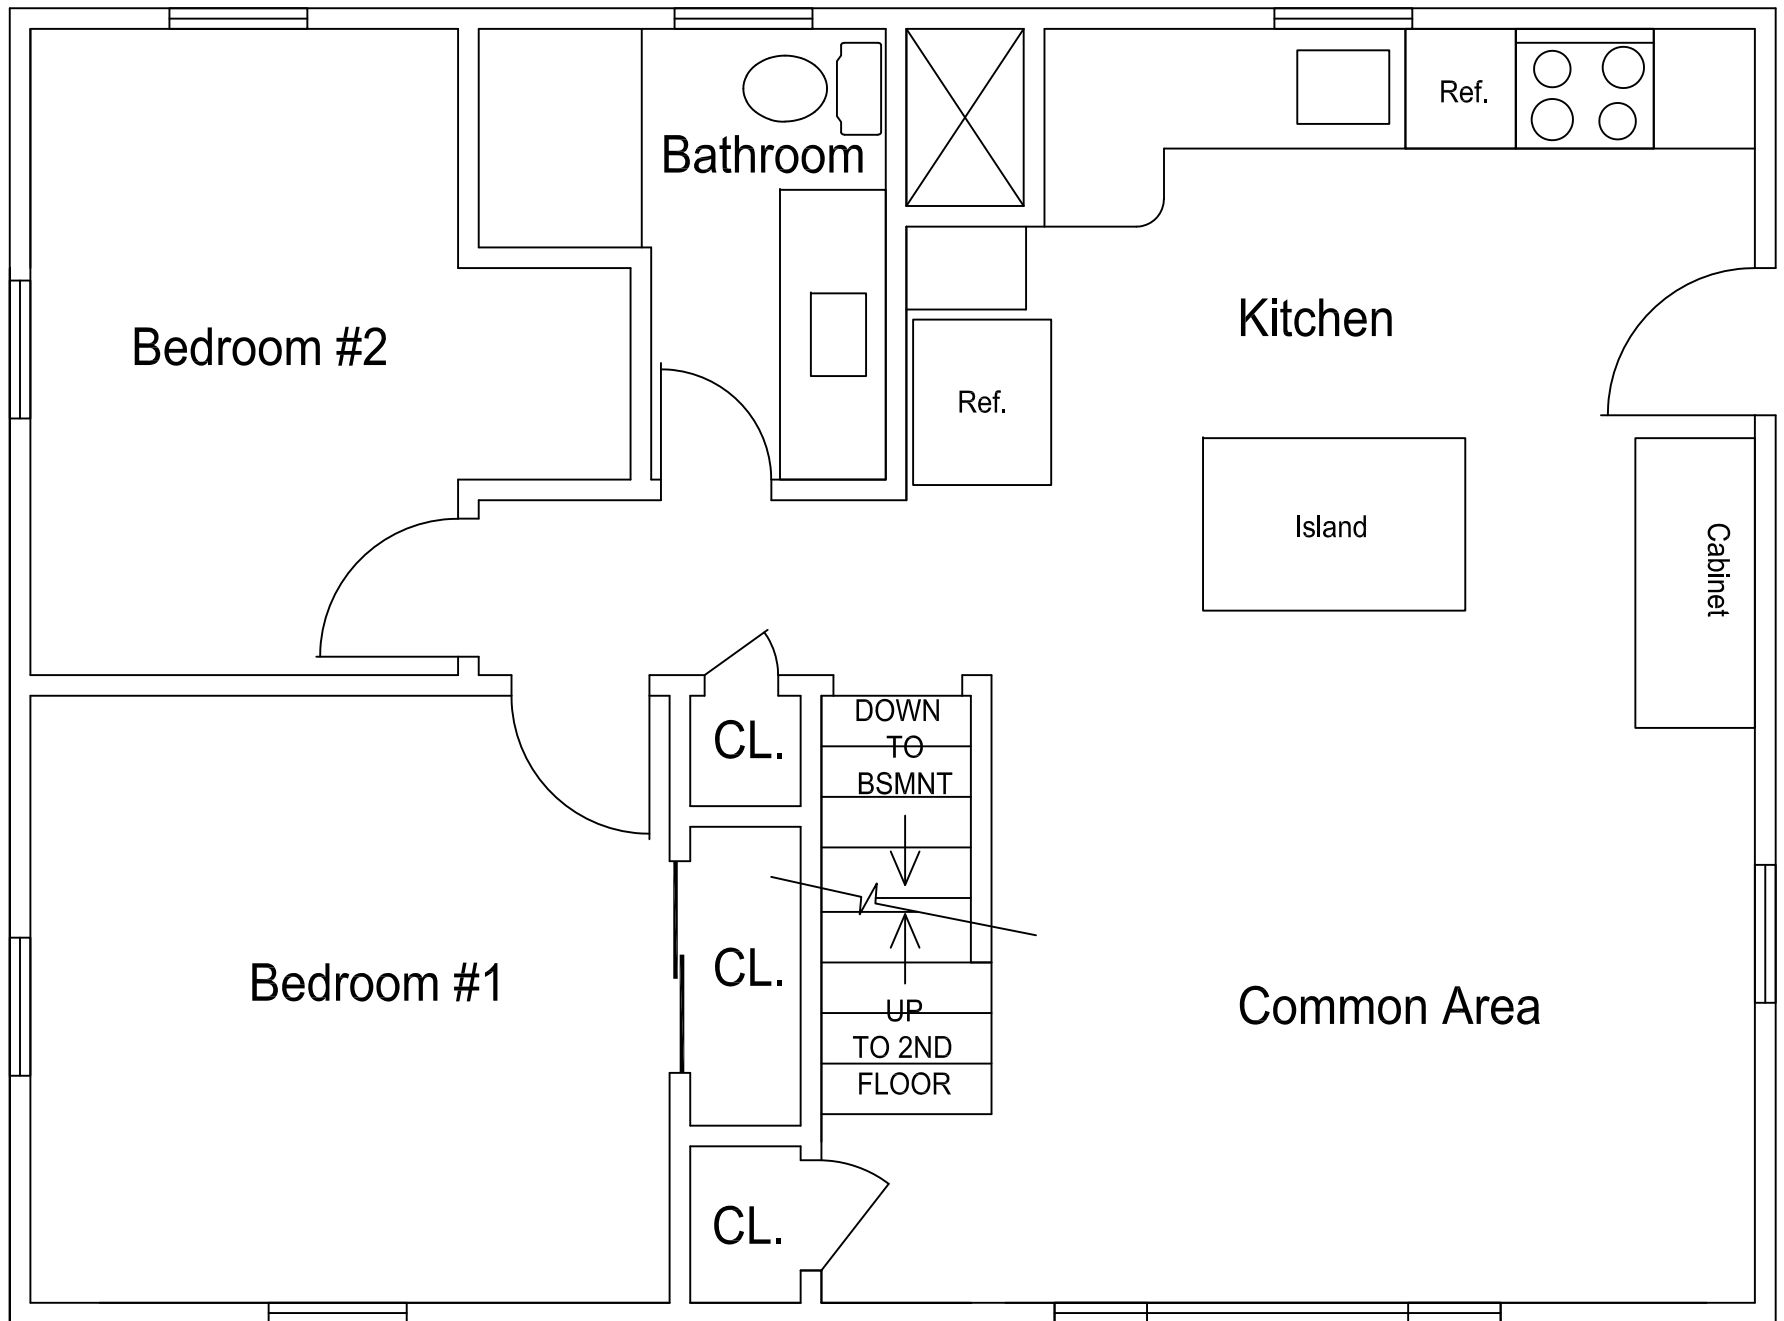 Ref.
Bathroom
Kitchen
Bedroom #2
Ref.
Island
Cabinet
DOWN
TO
BSMNT
CL.
CL.
Bedroom #1
Common Area
UP
TO 2ND
FLOOR
CL.